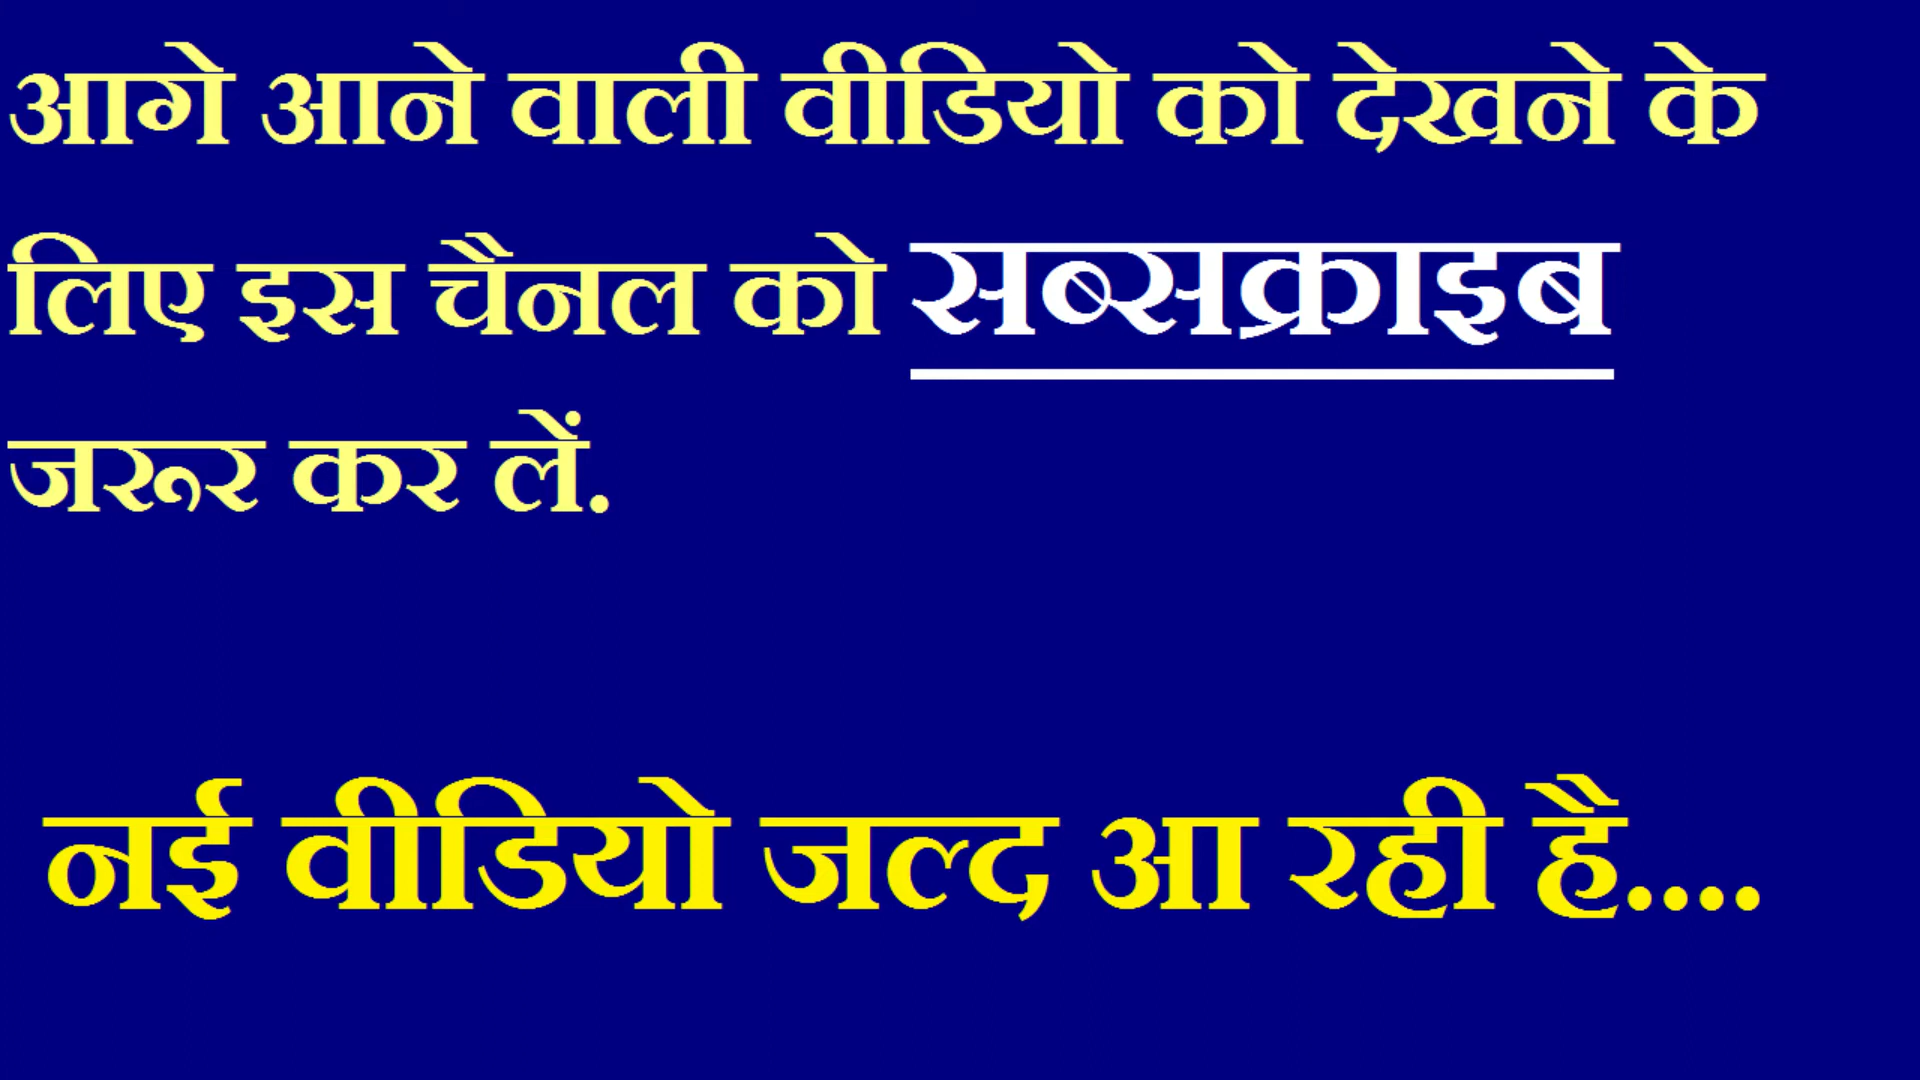 आगे आने वाली वीडियो को देखने के
लिए इस चैनल को सब्सक्राइब
जरूर कर लें.
नई वीडियो जल्द आ रही है....